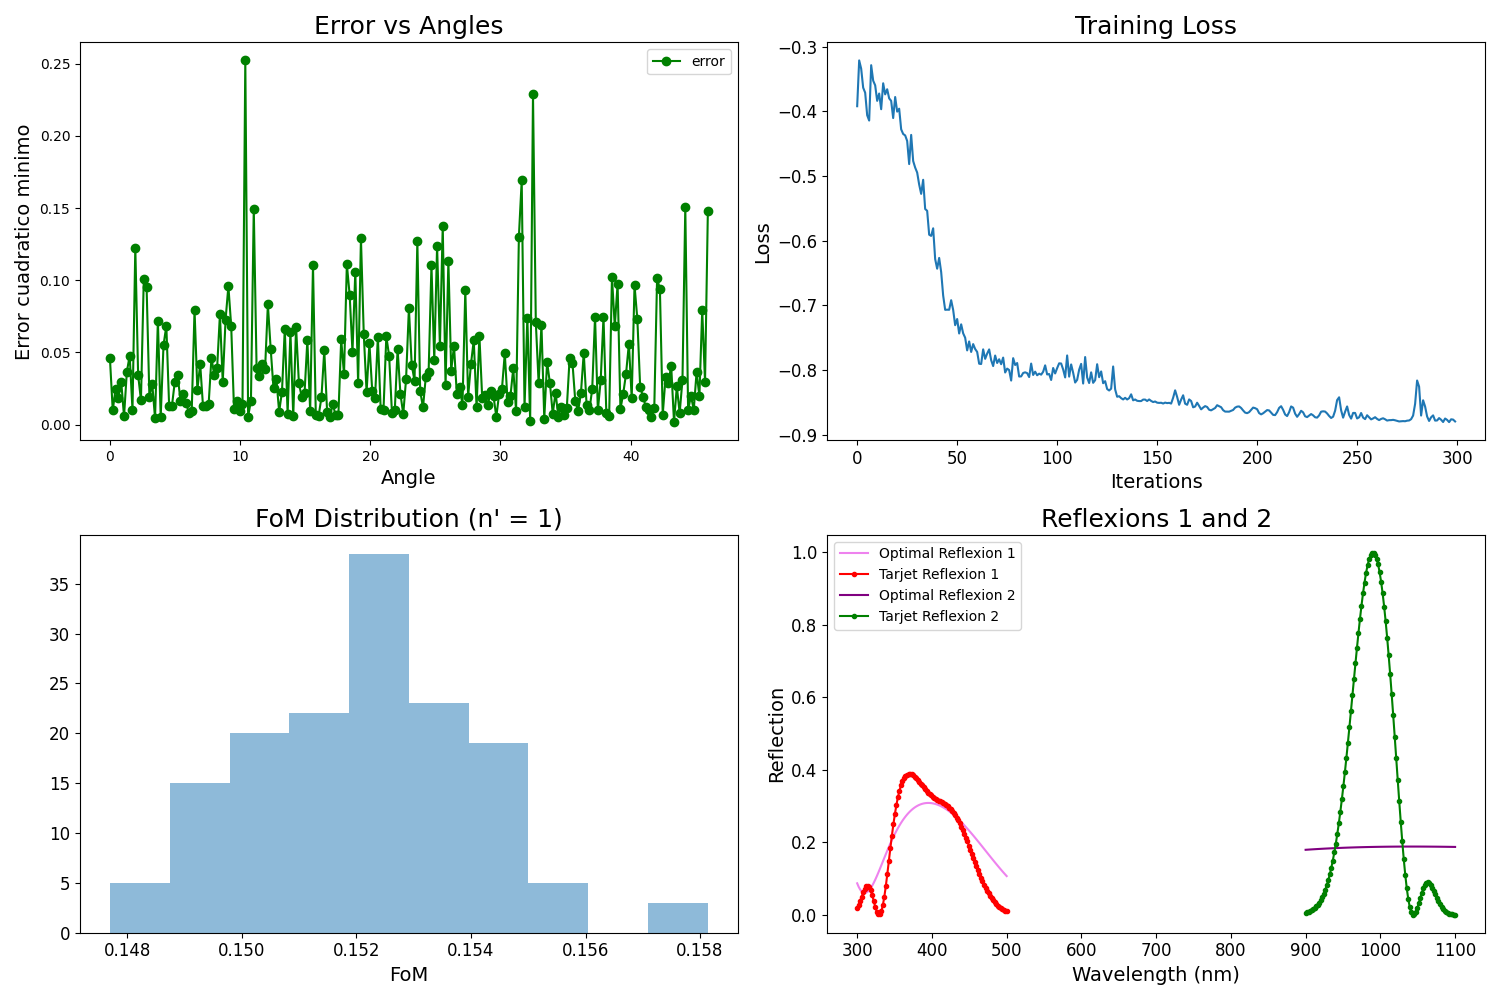 Error vs Angles
error
Error cuadratico minimo
0.25
0.20
0.15
0.10
0.05
0.00
0 10 20 30 40
Angle
Training Loss
Loss
−0.3
−0.4
−0.5
−0.6
−0.7
−0.8
−0.9
0 50 100 150 200 250 300
Iterations
FoM Distribution (n' = 1)
35
30
25
20
15
10
5
0
0.148 0.150 0.152 0.154 0.156 0.158
FoM
Reflexions 1 and 2
Optimal Reflexion 1
Tarjet Reflexion 1
Optimal Reflexion 2
Tarjet Reflexion 2
Reflection
1.0
0.8
0.6
0.4
0.2
0.0
300 400 500 600 700 800 900 1000 1100
Wavelength (nm)